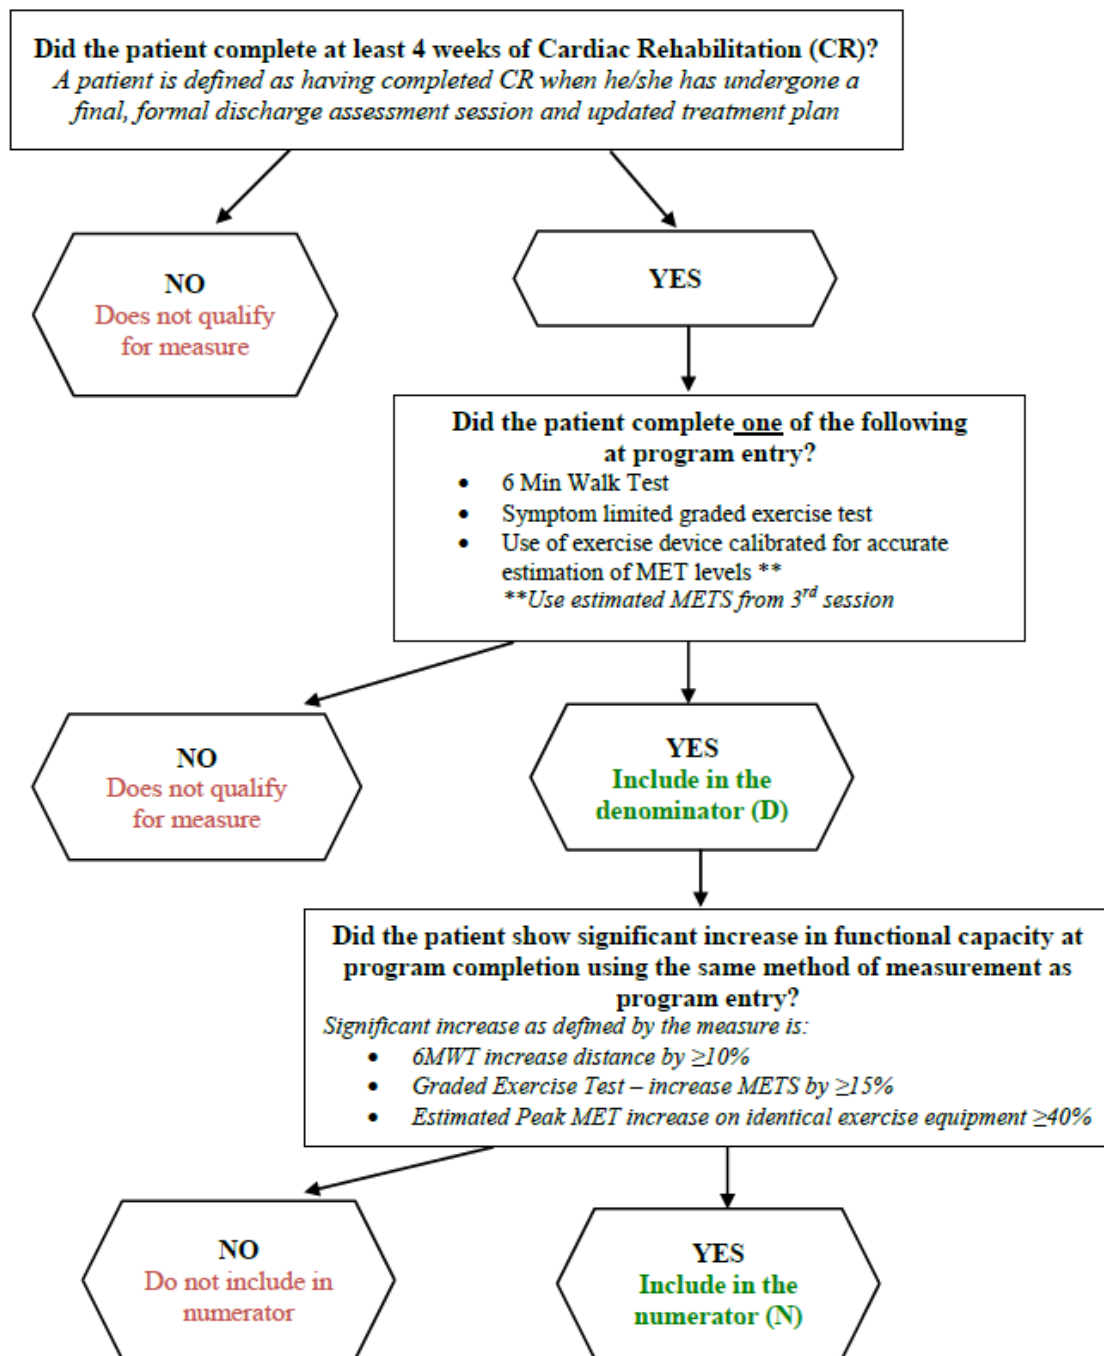 Did the patient complete at least 4 weeks of Cardiac Rehabilitation (CR)?
A patient is defined as having completed CR when he/she has undergone a
final, formal discharge assessment session and updated treatment plan
NO
Does not qualify
for measure
YES
Did the patient complete one of the following
at program entry?
• 6 Min Walk Test
• Symptom limited graded exercise test
• Use of exercise device calibrated for accurate
estimation of MET levels **
**Use estimated METS from 3rd session
NO
Does not qualify
for measure
YES
Include in the
denominator (D)
Did the patient show significant increase in functional capacity at
program completion using the same method of measurement as
program entry?
Significant increase as defined by the measure is:
• 6MWT increase distance by ≥10%
• Graded Exercise Test – increase METS by ≥15%
• Estimated Peak MET increase on identical exercise equipment ≥40%
NO
Do not include in
numerator
YES
Include in the
numerator (N)